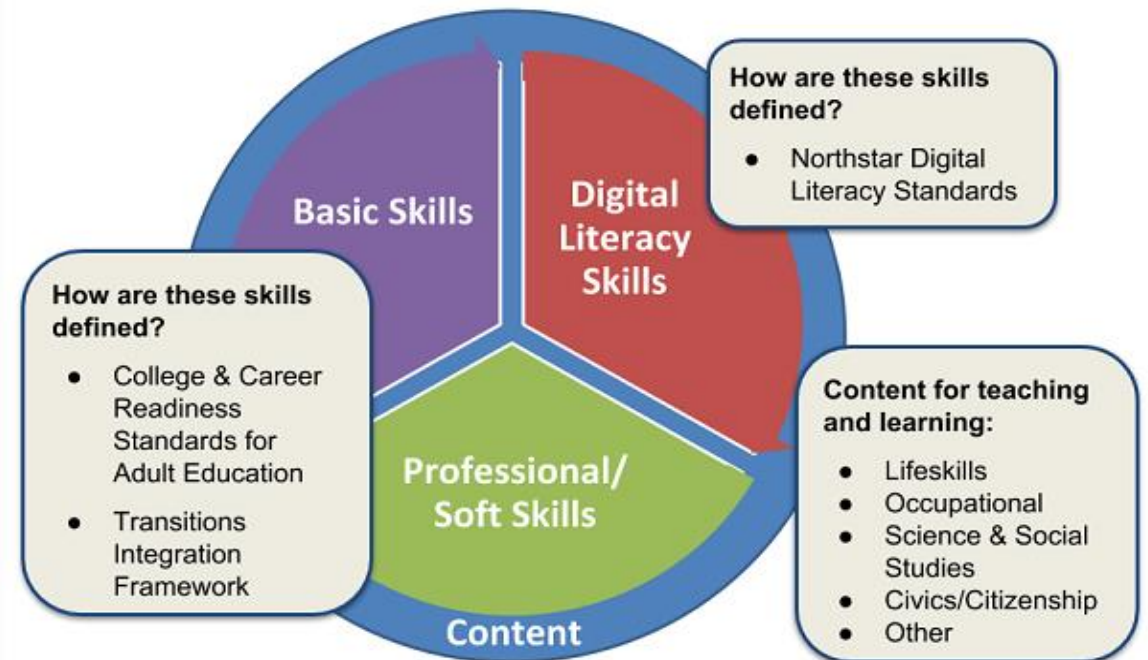 Basic Skills
Digital
Literacy
Skills
Professional/
Soft Skills
Content
How are these skills
defined?
● Northstar Digital
Literacy Standards
How are these skills
defined?
● College & Career
Readiness
Standards for
Adult Education
● Transitions
Integration
Framework
Content for teaching
and learning:
● Lifeskills
● Occupational
● Science & Social
Studies
● Civics/Citizenship
● Other